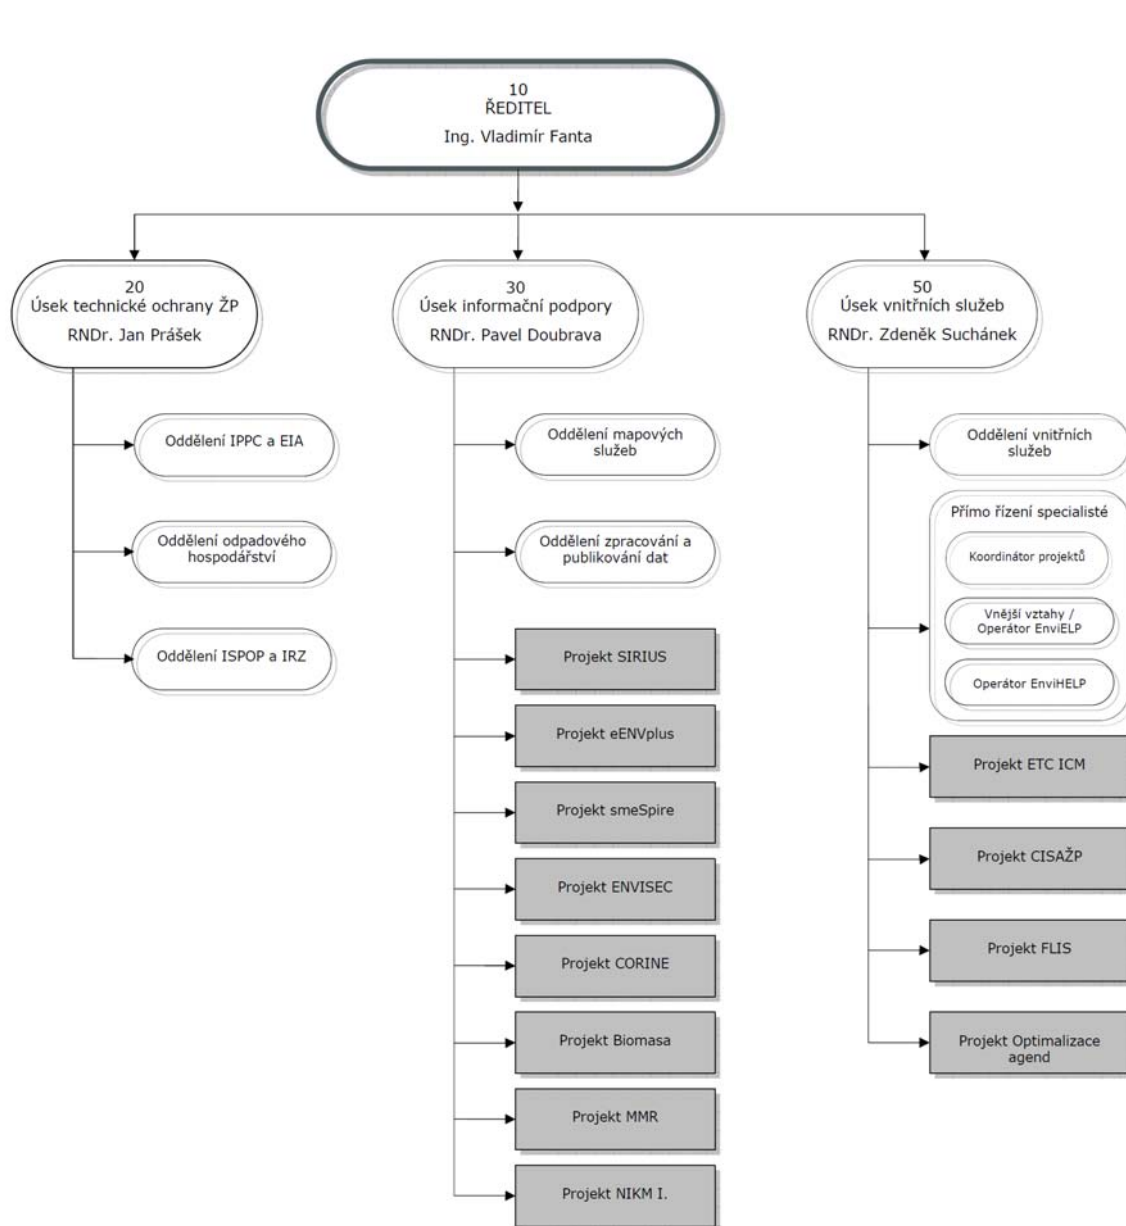 10
ŘEDITEL
Ing. Vladimír Fanta
20
Úsek technické ochrany ŽP
RNDr. Jan Prášek
Oddělení IPPC a EIA
Oddělení odpadového
hospodářství
Oddělení ISPOP a IRZ
30
Úsek informační podpory
RNDr. Pavel Doubrava
Oddělení mapových
služeb
Oddělení zpracování a
publikování dat
Projekt SIRIUS
Projekt eENVplus
Projekt smeSpire
Projekt ENVISEC
Projekt CORINE
Projekt Biomasa
Projekt MMR
Projekt NIKM I.
50
Úsek vnitřních služeb
RNDr. Zdeněk Suchánek
Oddělení vnitřních
služeb
Přímo řízení specialisté
Koordinátor projektů
Vnější vztahy /
Operátor EnviELP
Operátor EnviHELP
Projekt ETC ICM
Projekt CISAŽP
Projekt FLIS
Projekt Optimalizace
agend